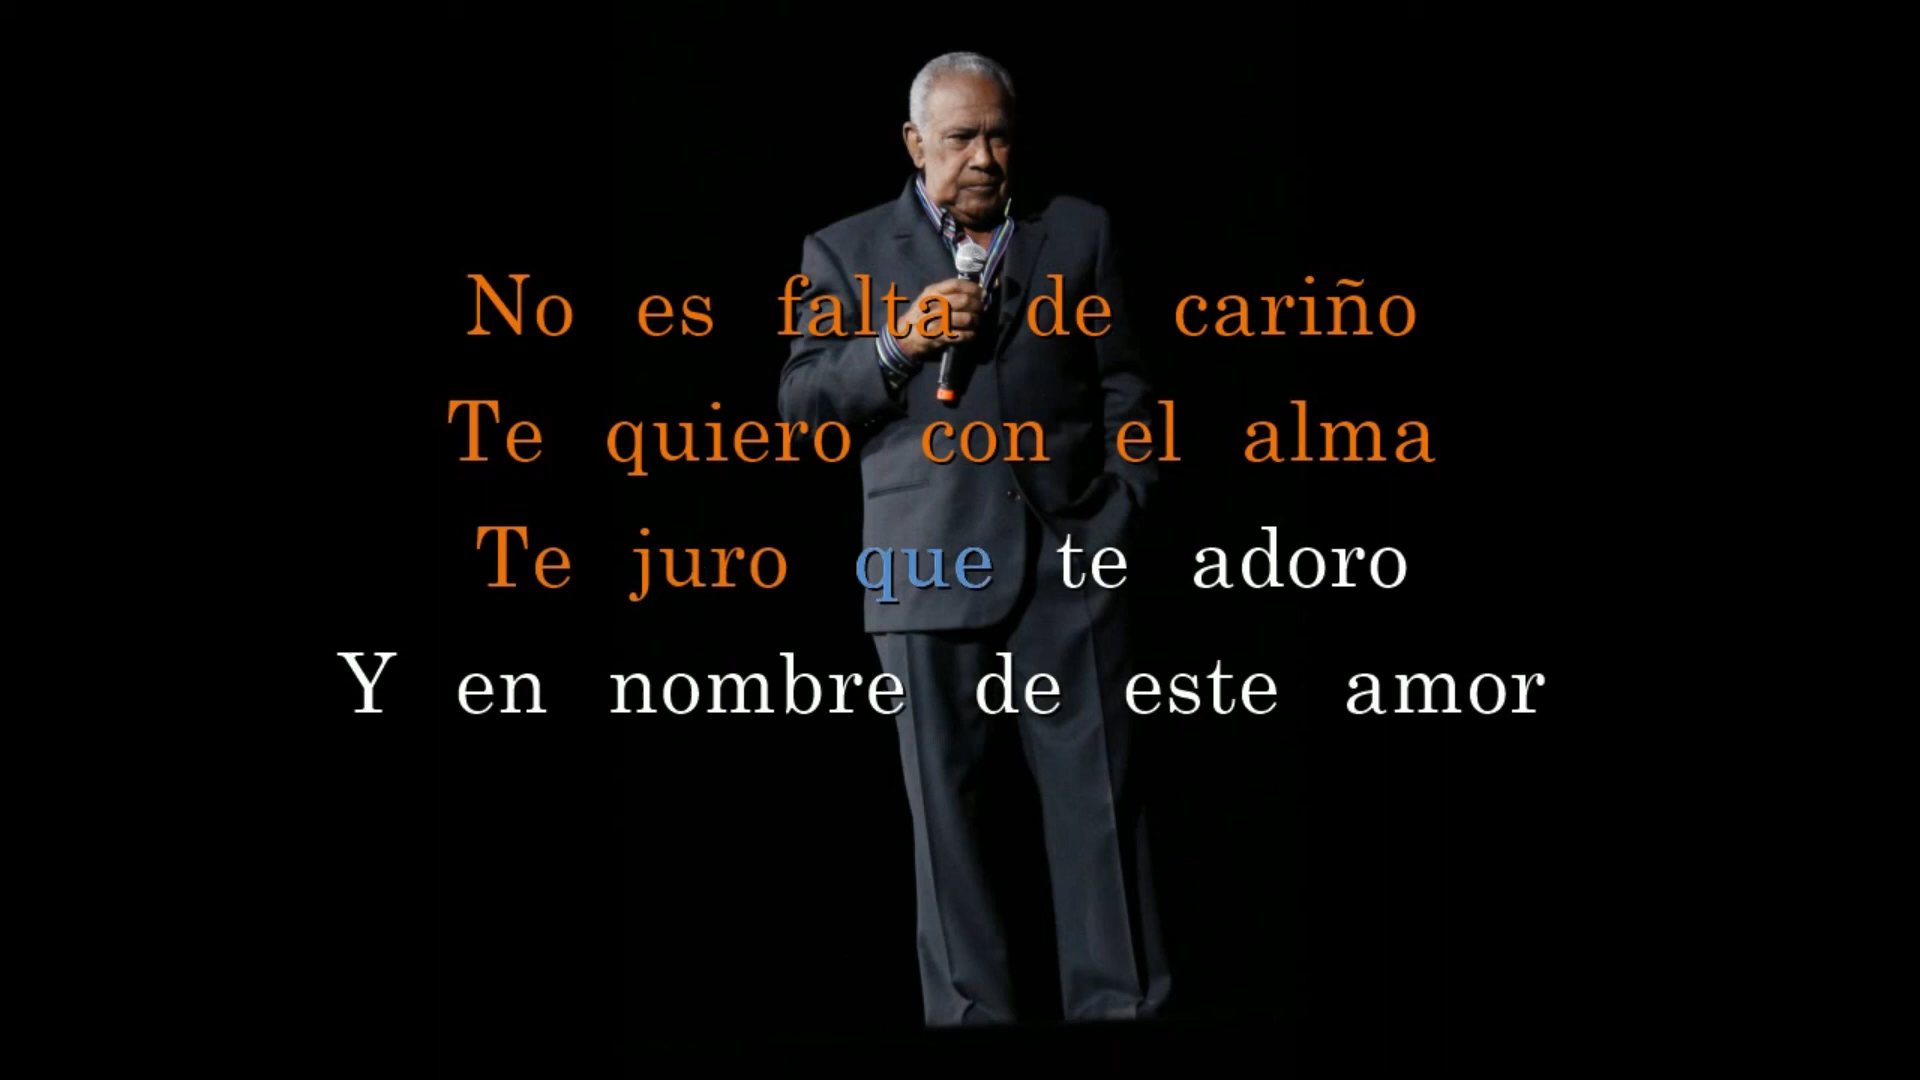 No es falta de cariño
Te quiero con el alma
Te juro que te adoro
Y en nombre de este amor